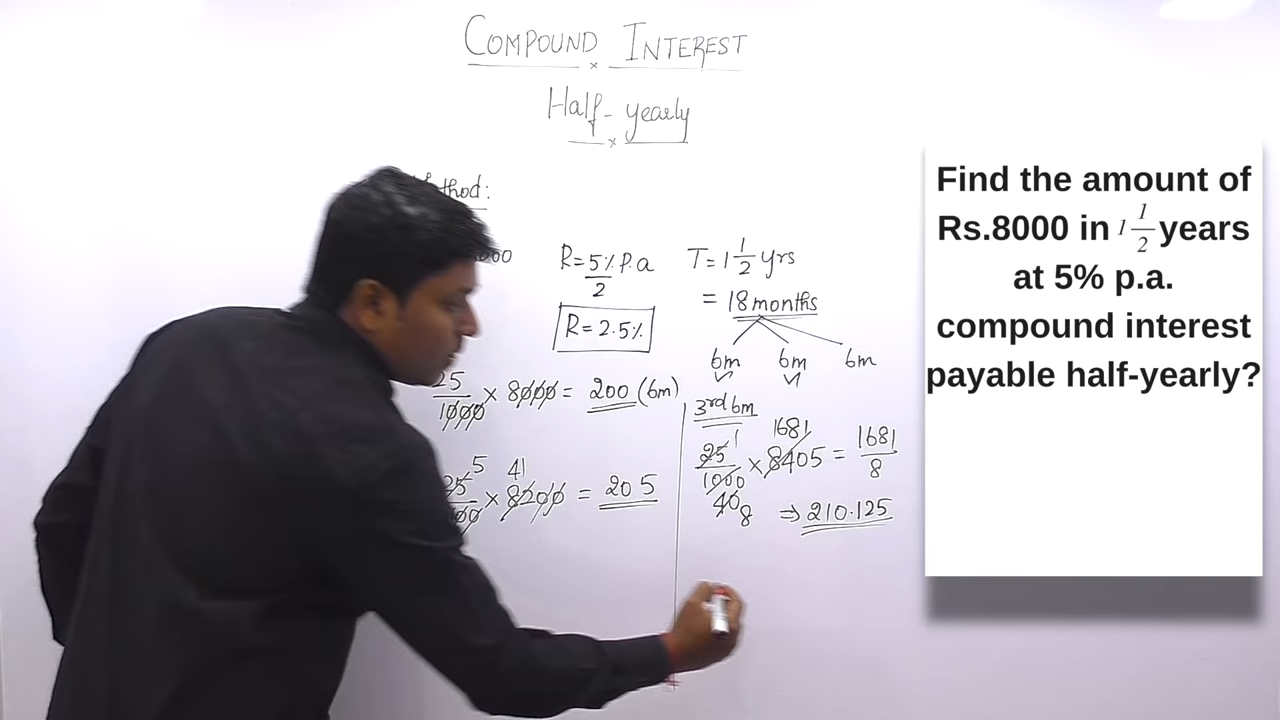 COMPOUND INTEREST
Half-yearly
R = 5% P.a / 2
R = 2.5%
T = 1 1/2 yrs
= 18 months
6m 6m 6m
25/1000 × 8000 = 200 (6m)
5 41
25 × 8200 = 205
3rd 6m
1 1681
25/1000 × 8405 = 1681/8
40 8
⇒ 210.125
Find the amount of
Rs.8000 in 1 1/2 years
at 5% p.a.
compound interest
payable half-yearly?